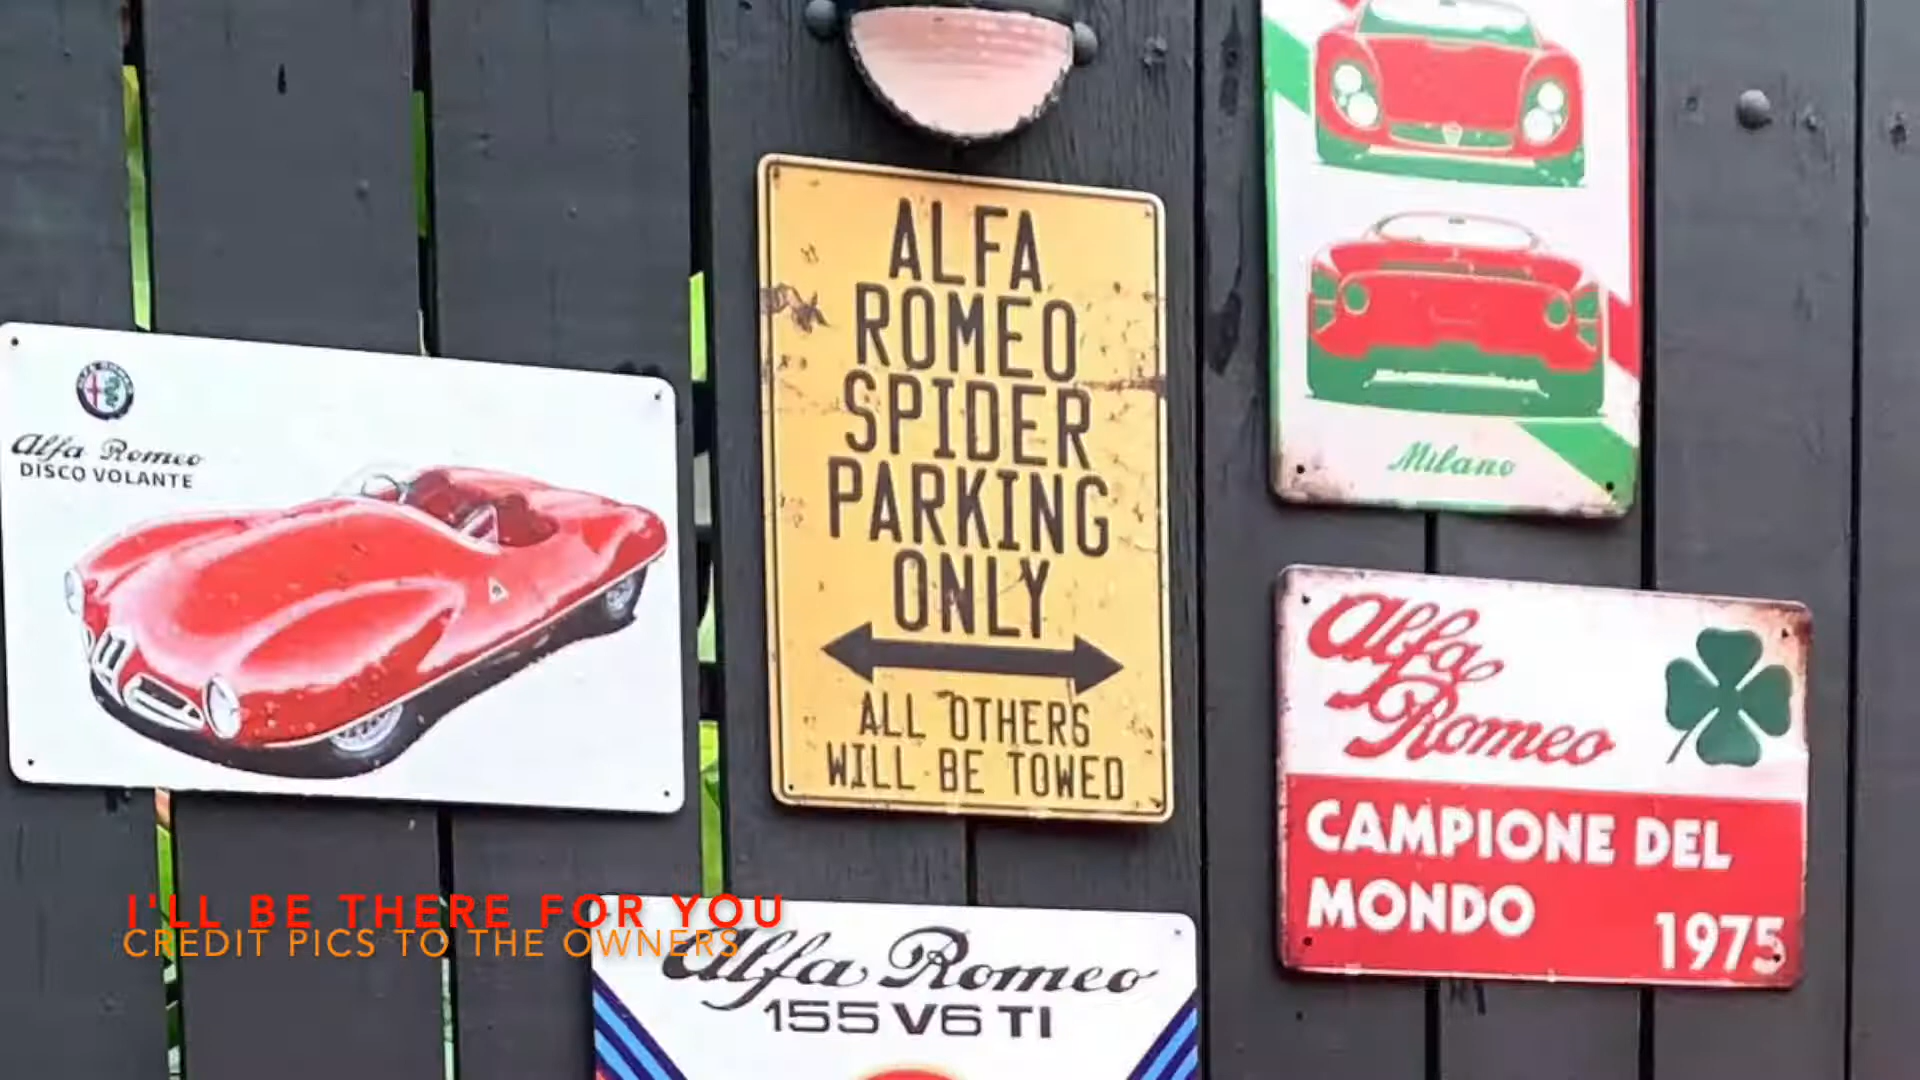 ALFA
ROMEO
SPIDER
PARKING
ONLY
ALL OTHERS
WILL BE TOWED
Alfa Romeo
DISCO VOLANTE
Milano
Alfa
Romeo
CAMPIONE DEL
MONDO 1975
I'LL BE THERE FOR YOU
CREDIT PICS TO THE OWNERS
Alfa Romeo
155 V6 TI